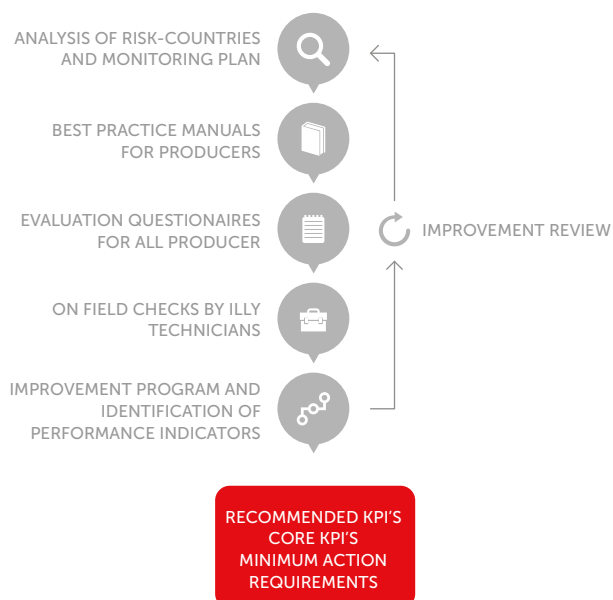 ANALYSIS OF RISK-COUNTRIES
AND MONITORING PLAN
BEST PRACTICE MANUALS
FOR PRODUCERS
EVALUATION QUESTIONAIRES
FOR ALL PRODUCER
IMPROVEMENT REVIEW
ON FIELD CHECKS BY ILLY
TECHNICIANS
IMPROVEMENT PROGRAM AND
IDENTIFICATION OF
PERFORMANCE INDICATORS
RECOMMENDED KPI'S
CORE KPI'S
MINIMUM ACTION
REQUIREMENTS